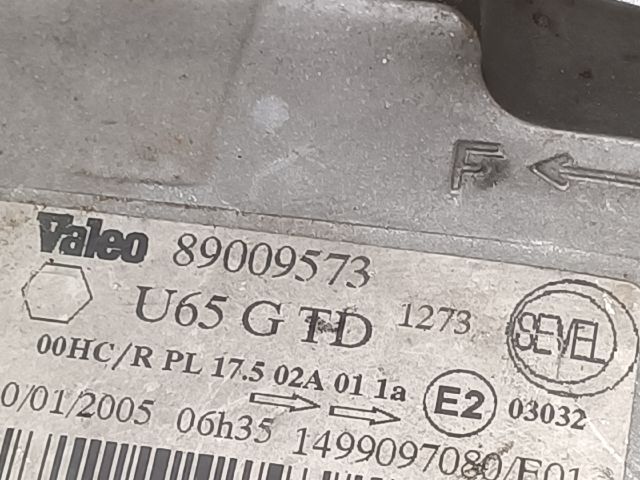 F
Valeo 89009573
U65 G TD 1273 SEVEL
00HC/R PL 17.5 02A 01 1a E2 03032
0/01/2005 06h35 1499097080/E01